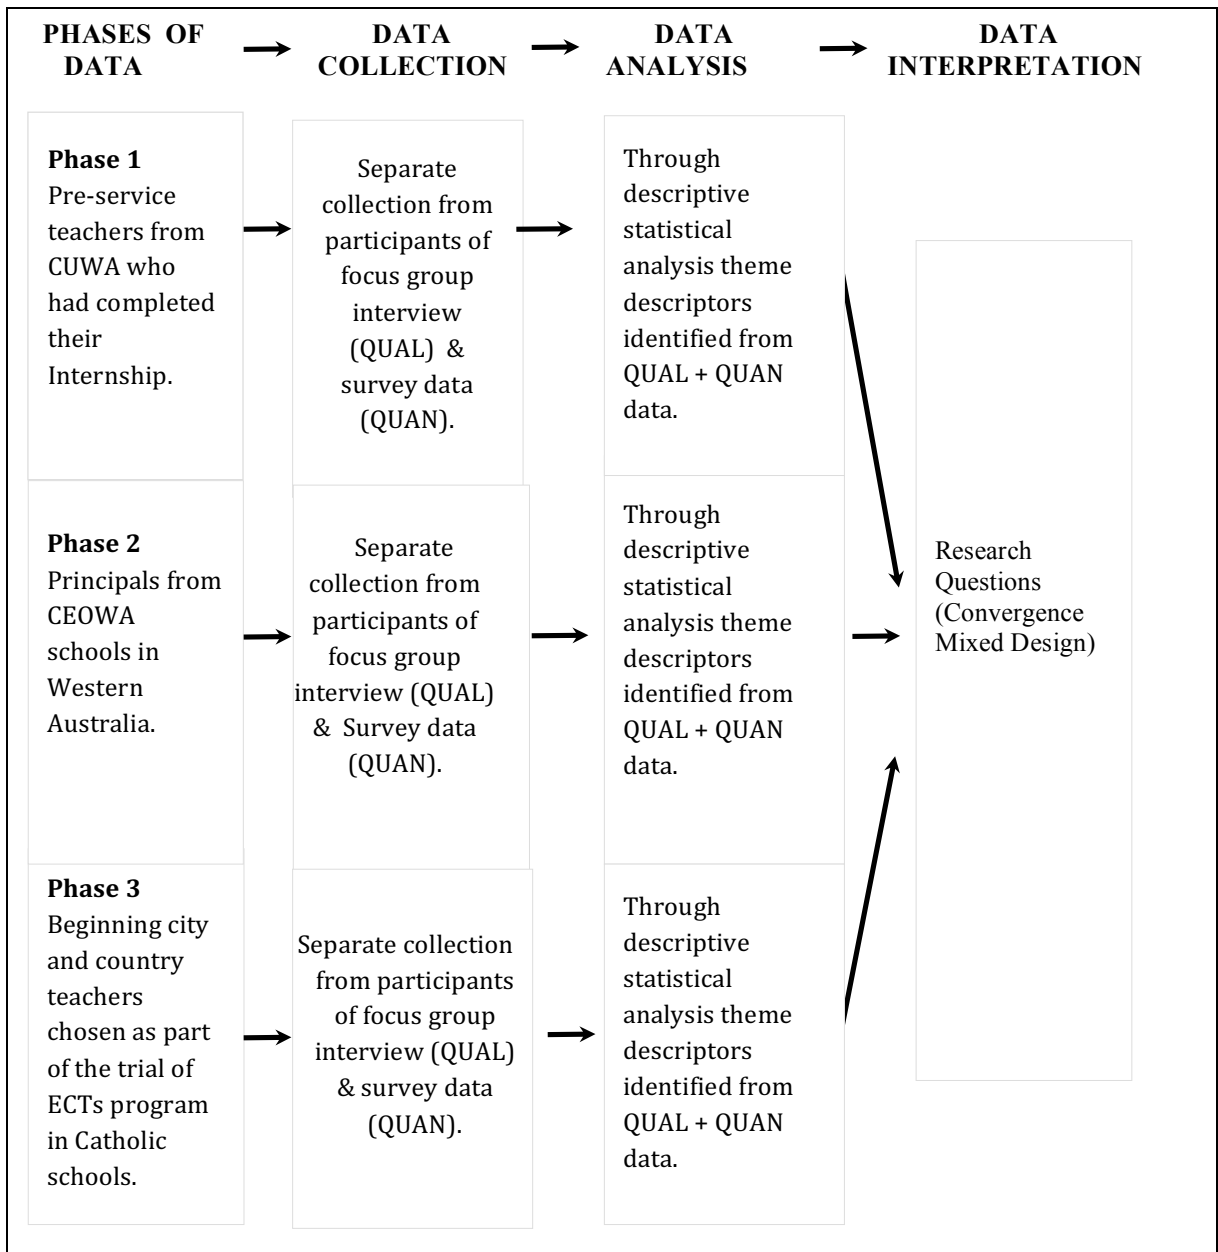 PHASES OF
DATA
DATA
COLLECTION
DATA
ANALYSIS
DATA
INTERPRETATION
Phase 1
Pre-service
teachers from
CUWA who
had completed
their
Internship.
Separate
collection from
participants of
focus group
interview
(QUAL) &
survey data
(QUAN).
Through
descriptive
statistical
analysis theme
descriptors
identified from
QUAL + QUAN
data.
Phase 2
Principals from
CEOWA
schools in
Western
Australia.
Separate
collection from
participants of
focus group
interview (QUAL)
& Survey data
(QUAN).
Through
descriptive
statistical
analysis theme
descriptors
identified from
QUAL + QUAN
data.
Phase 3
Beginning city
and country
teachers
chosen as part
of the trial of
ECTs program
in Catholic
schools.
Separate collection
from participants
of focus group
interview (QUAL)
& survey data
(QUAN).
Through
descriptive
statistical
analysis theme
descriptors
identified from
QUAL + QUAN
data.
Research
Questions
(Convergence
Mixed Design)